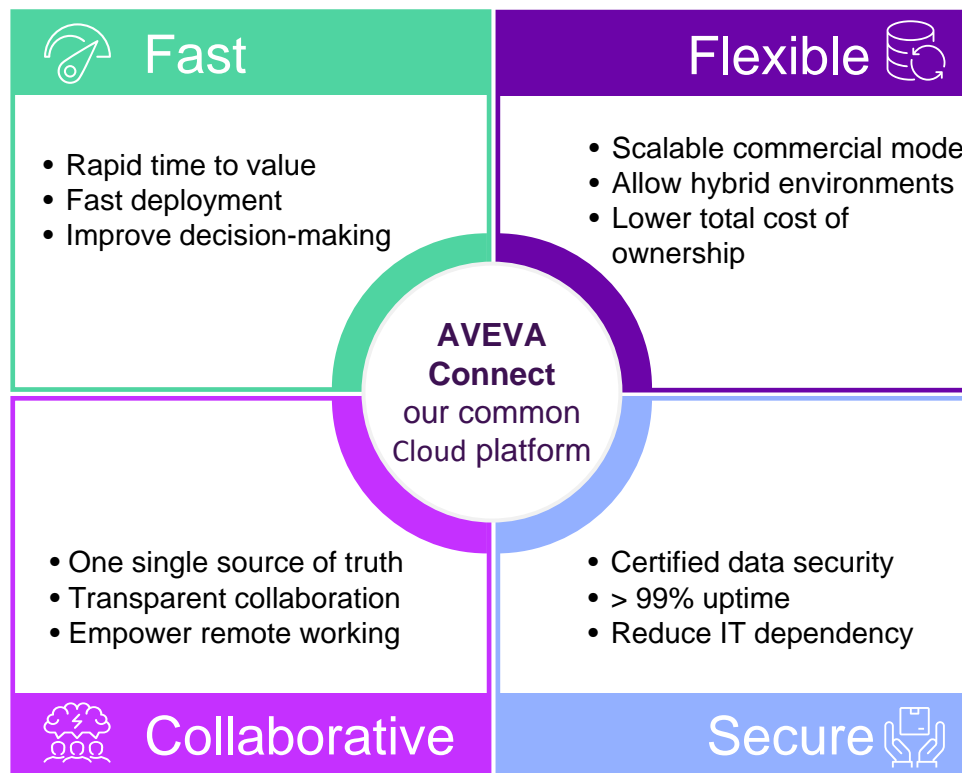 Fast
• Rapid time to value
• Fast deployment
• Improve decision-making
Flexible
• Scalable commercial mode
• Allow hybrid environments
• Lower total cost of
ownership
AVEVA
Connect
our common
Cloud platform
• One single source of truth
• Transparent collaboration
• Empower remote working
Collaborative
• Certified data security
• > 99% uptime
• Reduce IT dependency
Secure